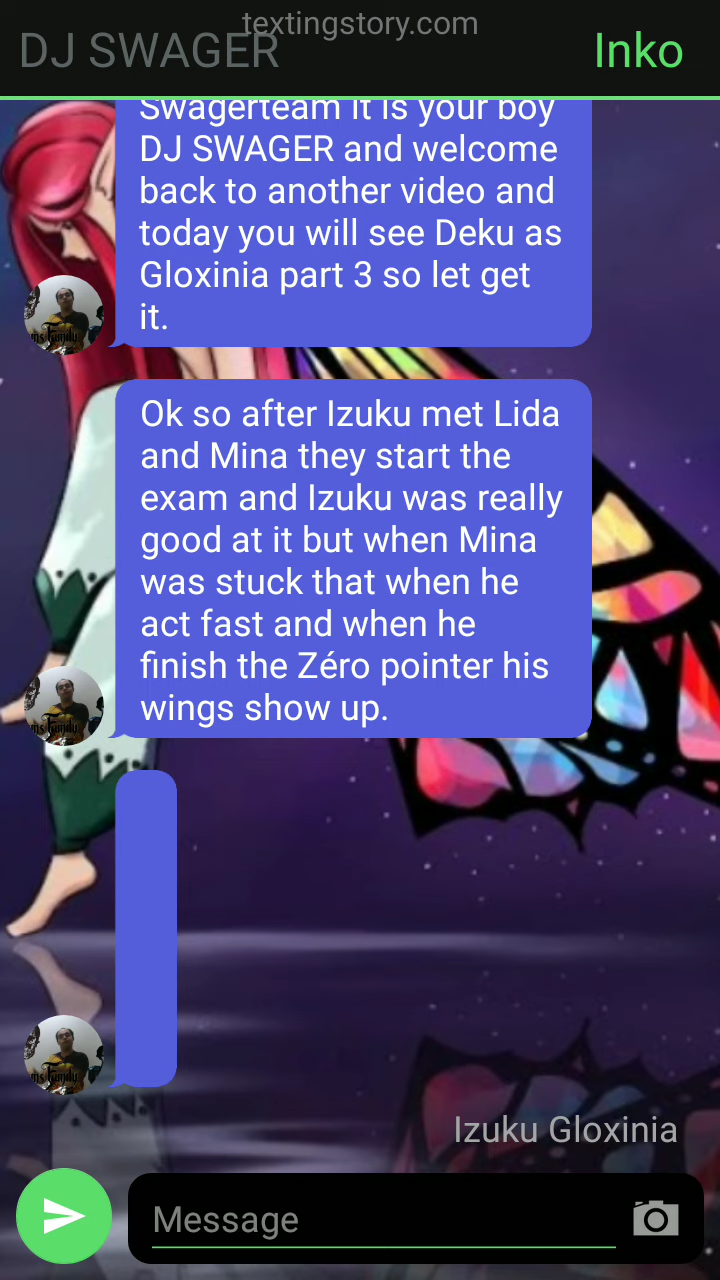 textingstory.com
DJ SWAGER
Inko
Swagerteam it is your boy
DJ SWAGER and welcome
back to another video and
today you will see Deku as
Gloxinia part 3 so let get
it.
Ok so after Izuku met Lida
and Mina they start the
exam and Izuku was really
good at it but when Mina
was stuck that when he
act fast and when he
finish the Zéro pointer his
wings show up.
Izuku Gloxinia
Message